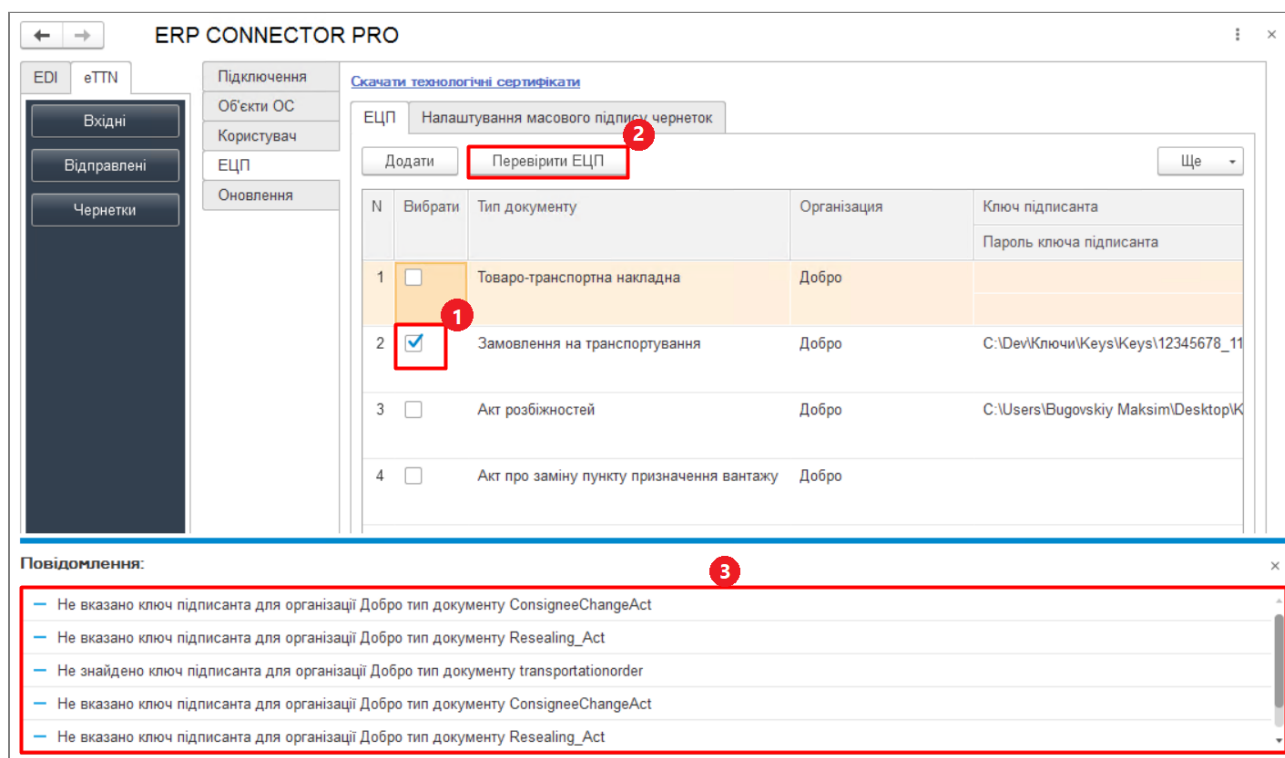 ERP CONNECTOR PRO
EDI eTTN
Вхідні
Відправлені
Чернетки
Підключення
Об'єкти ОС
Користувач
ЕЦП
Оновлення
Скачати технологічні сертифікати
ЕЦП Налаштування масового підпису чернеток
2
Додати Перевірити ЕЦП Ще
N Вибрати Тип документу Організация Ключ підписанта
Пароль ключа підписанта
1 Товаро-транспортна накладна Добро
1
2 Замовлення на транспортування Добро C:\Dev\Ключи\Keys\Keys\12345678_11
3 Акт розбіжностей Добро C:\Users\Bugovskiy Maksim\Desktop\K
4 Акт про заміну пункту призначення вантажу Добро
Повідомлення:
3
Не вказано ключ підписанта для організації Добро тип документу ConsigneeChangeAct
Не вказано ключ підписанта для організації Добро тип документу Resealing_Act
Не знайдено ключ підписанта для організації Добро тип документу transportationorder
Не вказано ключ підписанта для організації Добро тип документу ConsigneeChangeAct
Не вказано ключ підписанта для організації Добро тип документу Resealing_Act